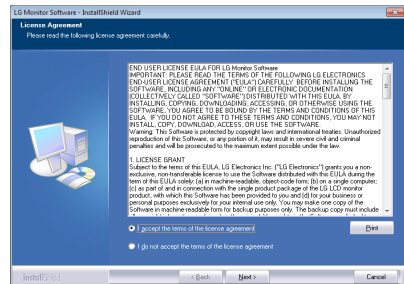 LG Monitor Software - InstallShield Wizard
License Agreement
Please read the following license agreement carefully.
END USER LICENSE EULA FOR LG Monitor Software
IMPORTANT: PLEASE READ THE TERMS OF THE FOLLOWING LG ELECTRONICS
END-USER LICENSE AGREEMENT ("EULA") CAREFULLY. BEFORE INSTALLING THE
SOFTWARE, INCLUDING ANY "ONLINE" OR ELECTRONIC DOCUMENTATION
(COLLECTIVELY CALLED "SOFTWARE") DISTRIBUTED WITH THIS EULA. BY
INSTALLING, COPYING, DOWNLOADING, ACCESSING, OR OTHERWISE USING THE
SOFTWARE, YOU AGREE TO BE BOUND BY THE TERMS AND CONDITIONS OF THIS
EULA. IF YOU DO NOT AGREE TO THESE TERMS AND CONDITIONS, YOU MAY NOT
INSTALL, COPY, DOWNLOAD, ACCESS, OR USE THE SOFTWARE.
Warning: This Software is protected by copyright laws and international treaties. Unauthorized
reproduction of this Software, or any portion of it, may result in severe civil and criminal
penalties and will be prosecuted to the maximum extent possible under the law.
1. LICENSE GRANT
Subject to the terms of this EULA, LG Electronics Inc. ("LG Electronics") grants you a non-
exclusive, non-transferable license to use the Software distributed with this EULA during the
term of this EULA solely: (a) in machine-readable, object-code form; (b) on a single computer;
(c) as part of and in connection with the single product package of the LG LCD monitor
product, with which this Software has been provided to you and (d) for your business or
personal purposes exclusively for your internal use only. You may make one copy of the
Software in machine-readable form for backup purposes only. The backup copy must include
I accept the terms of the license agreement
Print
I do not accept the terms of the license agreement
InstallShield
< Back
Next >
Cancel